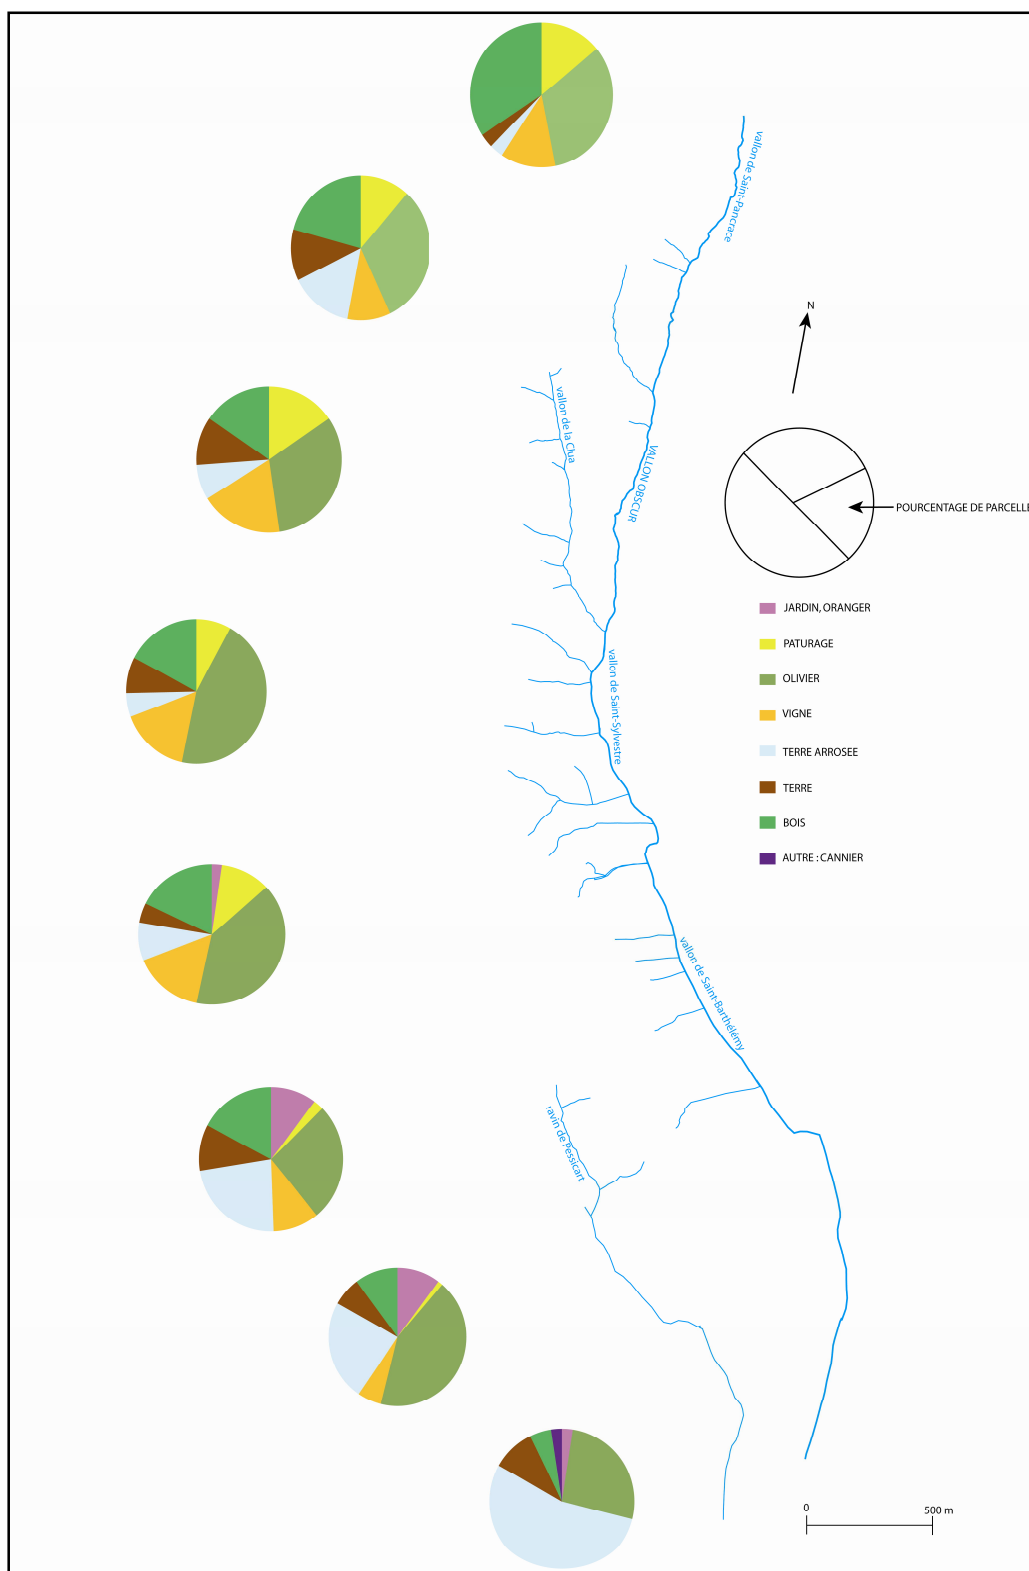 vallon de Saint-Pancrace
N
vallon de la Clua
VALLON OBSCUR
POURCENTAGE DE PARCELLE
JARDIN, ORANGER
PATURAGE
OLIVIER
VIGNE
TERRE ARROSEE
TERRE
BOIS
AUTRE : CANNIER
vallon de Saint-Sylvestre
vallon de Saint-Barthélémy
ravin de Pessicart
0 500 m